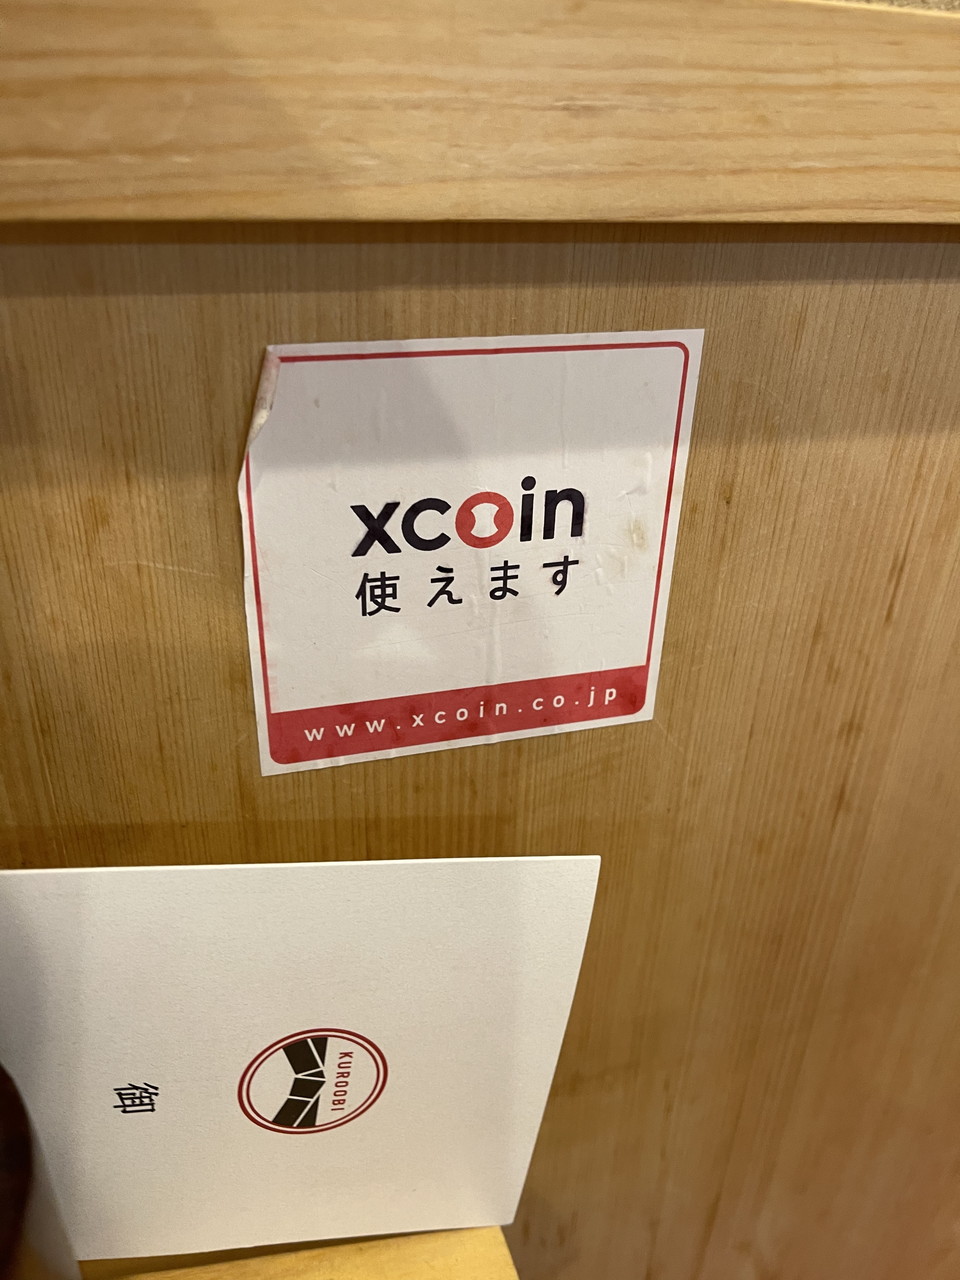 xcoin
使えます
www.xcoin.co.jp
KUROOBI
御